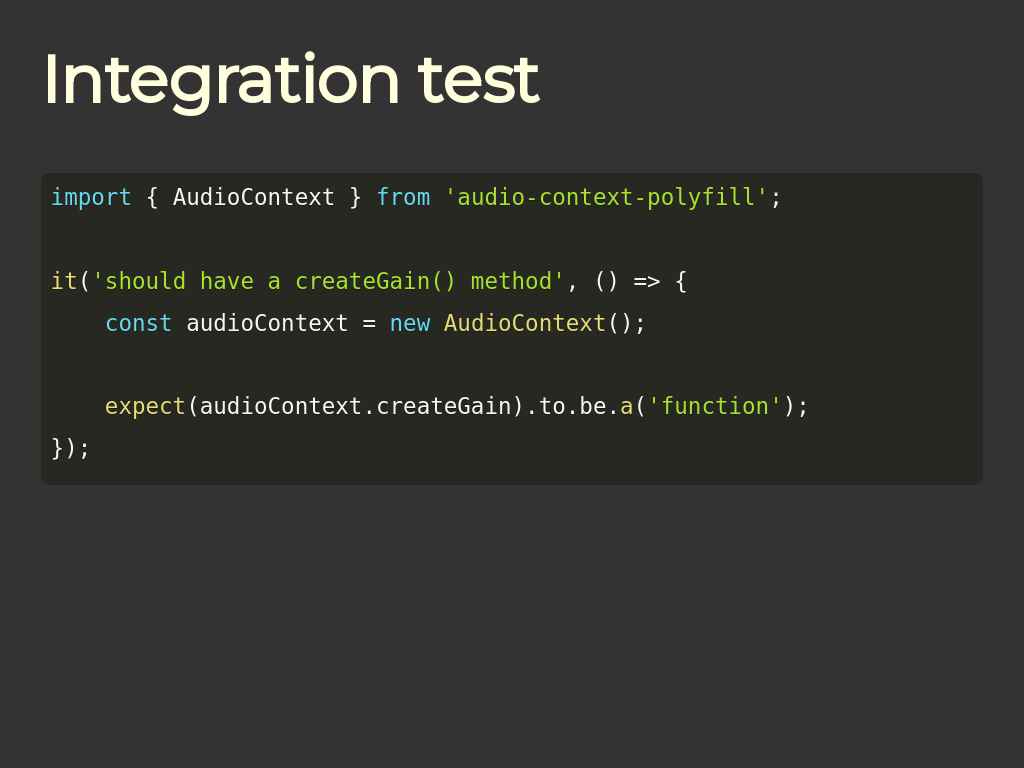 Integration test
import { AudioContext } from 'audio-context-polyfill';
it('should have a createGain() method', () => {
    const audioContext = new AudioContext();
    expect(audioContext.createGain).to.be.a('function');
});